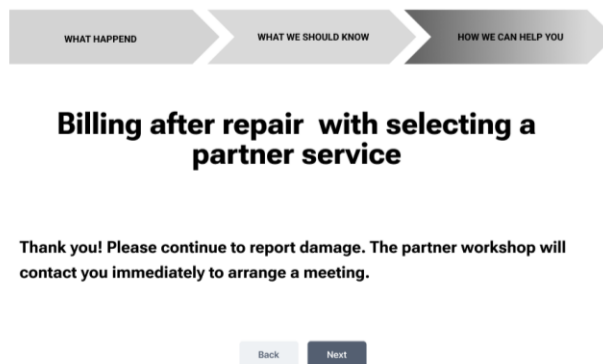 WHAT HAPPEND
WHAT WE SHOULD KNOW
HOW WE CAN HELP YOU
Billing after repair with selecting a
partner service
Thank you! Please continue to report damage. The partner workshop will
contact you immediately to arrange a meeting.
Back
Next